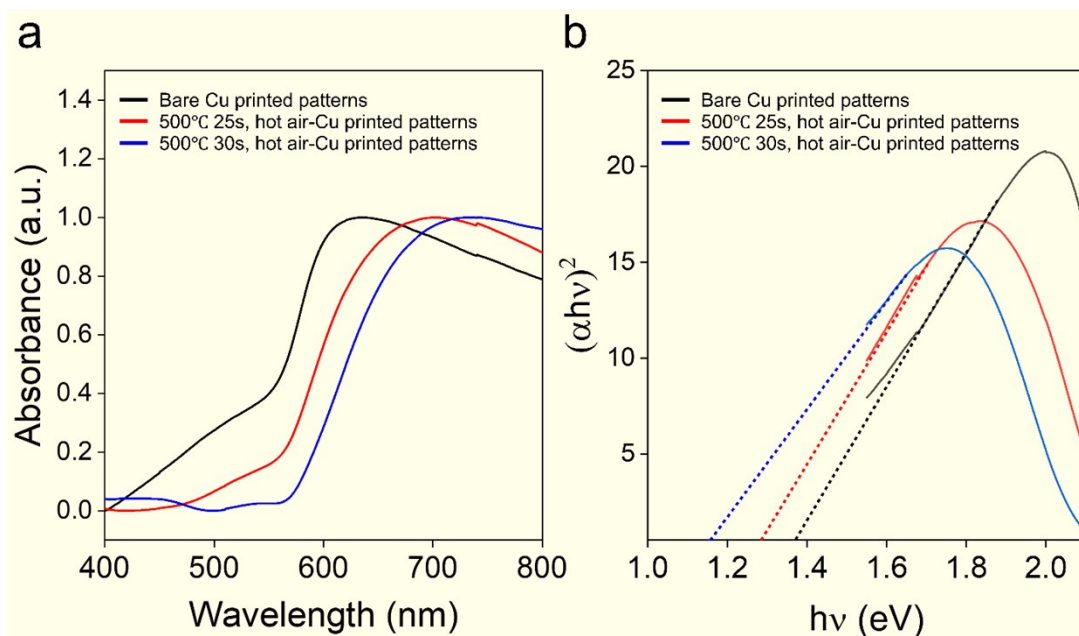 a
1.4
1.2
1.0
0.8
0.6
0.4
0.2
0.0
Absorbance (a.u.)
Bare Cu printed patterns
500℃ 25s, hot air-Cu printed patterns
500℃ 30s, hot air-Cu printed patterns
400
500
600
700
800
Wavelength (nm)
b
25
20
15
10
5
(αhν)²
Bare Cu printed patterns
500℃ 25s, hot air-Cu printed patterns
500℃ 30s, hot air-Cu printed patterns
1.0
1.2
1.4
1.6
1.8
2.0
hν (eV)